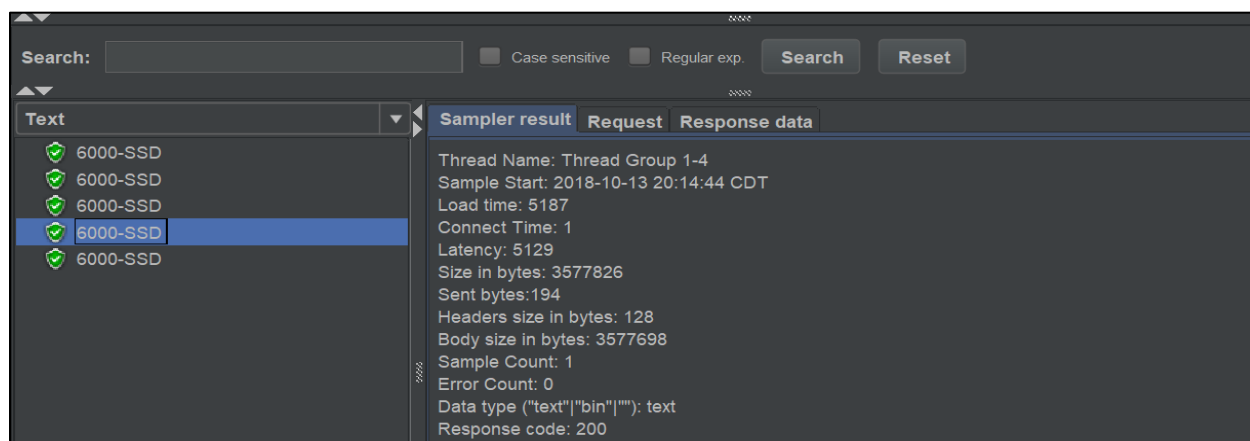 Search: Case sensitive Regular exp. Search Reset
Text
6000-SSD
6000-SSD
6000-SSD
6000-SSD
6000-SSD
Sampler result Request Response data
Thread Name: Thread Group 1-4
Sample Start: 2018-10-13 20:14:44 CDT
Load time: 5187
Connect Time: 1
Latency: 5129
Size in bytes: 3577826
Sent bytes:194
Headers size in bytes: 128
Body size in bytes: 3577698
Sample Count: 1
Error Count: 0
Data type ("text"|"bin"|""): text
Response code: 200